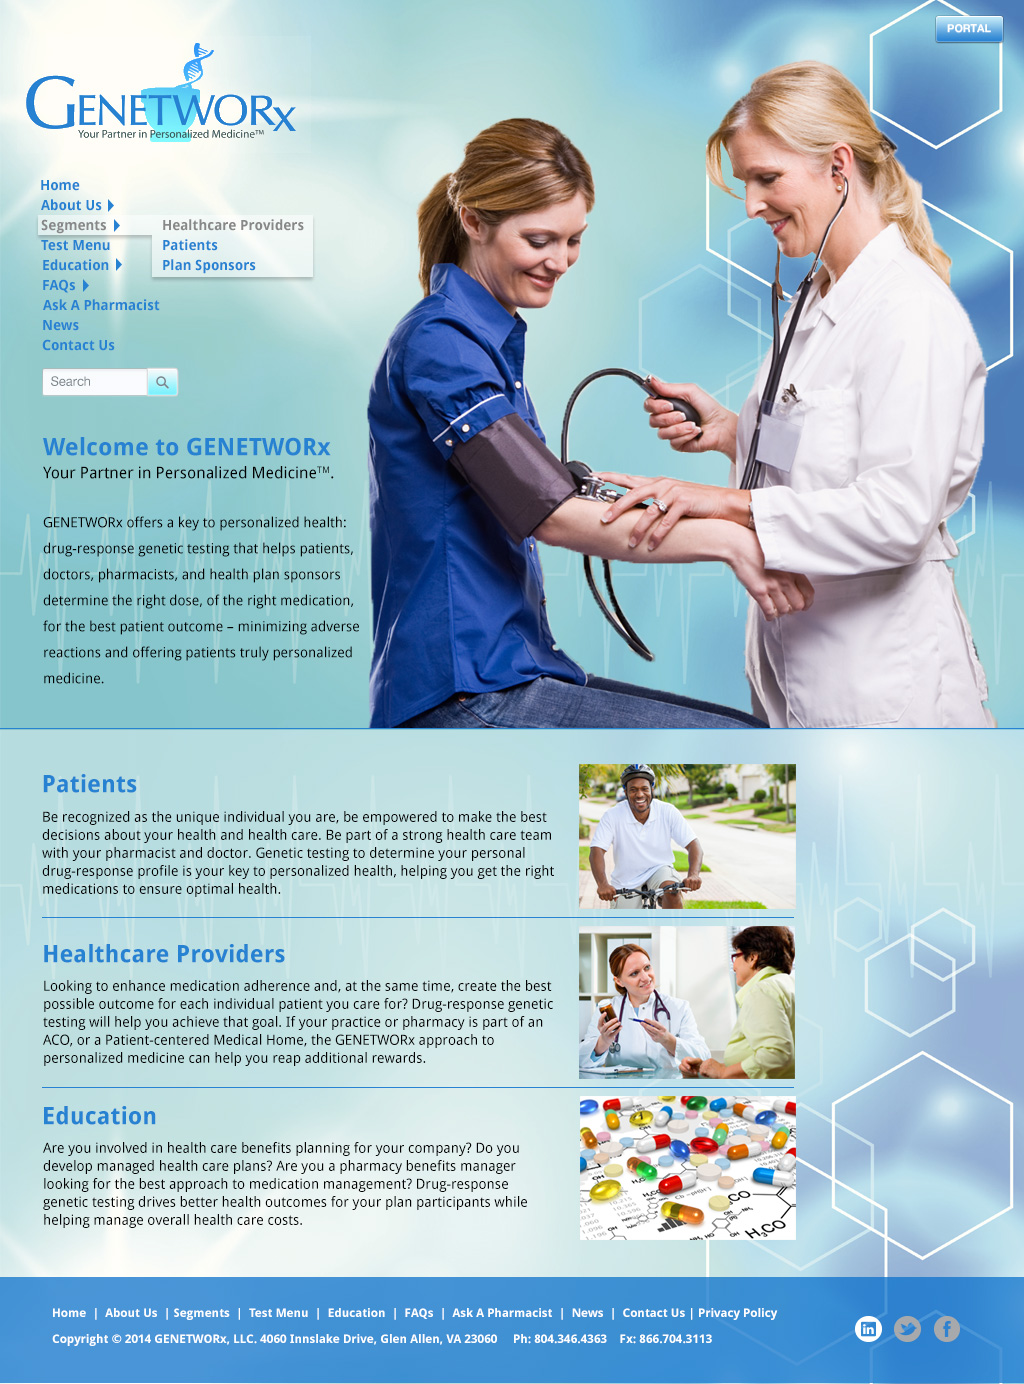 PORTAL
GENETWORx
Your Partner in Personalized Medicine™
Home
About Us
Segments
Healthcare Providers
Test Menu
Patients
Education
Plan Sponsors
FAQs
Ask A Pharmacist
News
Contact Us
Search
Welcome to GENETWORx
Your Partner in Personalized Medicine™.
GENETWORx offers a key to personalized health:
drug-response genetic testing that helps patients,
doctors, pharmacists, and health plan sponsors
determine the right dose, of the right medication,
for the best patient outcome – minimizing adverse
reactions and offering patients truly personalized
medicine.
Patients
Be recognized as the unique individual you are, be empowered to make the best
decisions about your health and health care. Be part of a strong health care team
with your pharmacist and doctor. Genetic testing to determine your personal
drug-response profile is your key to personalized health, helping you get the right
medications to ensure optimal health.
Healthcare Providers
Looking to enhance medication adherence and, at the same time, create the best
possible outcome for each individual patient you care for? Drug-response genetic
testing will help you achieve that goal. If your practice or pharmacy is part of an
ACO, or a Patient-centered Medical Home, the GENETWORx approach to
personalized medicine can help you reap additional rewards.
Education
Are you involved in health care benefits planning for your company? Do you
develop managed health care plans? Are you a pharmacy benefits manager
looking for the best approach to medication management? Drug-response
genetic testing drives better health outcomes for your plan participants while
helping manage overall health care costs.
CO
H₃CO
Home | About Us | Segments | Test Menu | Education | FAQs | Ask A Pharmacist | News | Contact Us | Privacy Policy
Copyright © 2014 GENETWORx, LLC. 4060 Innslake Drive, Glen Allen, VA 23060 Ph: 804.346.4363 Fx: 866.704.3113
in
f